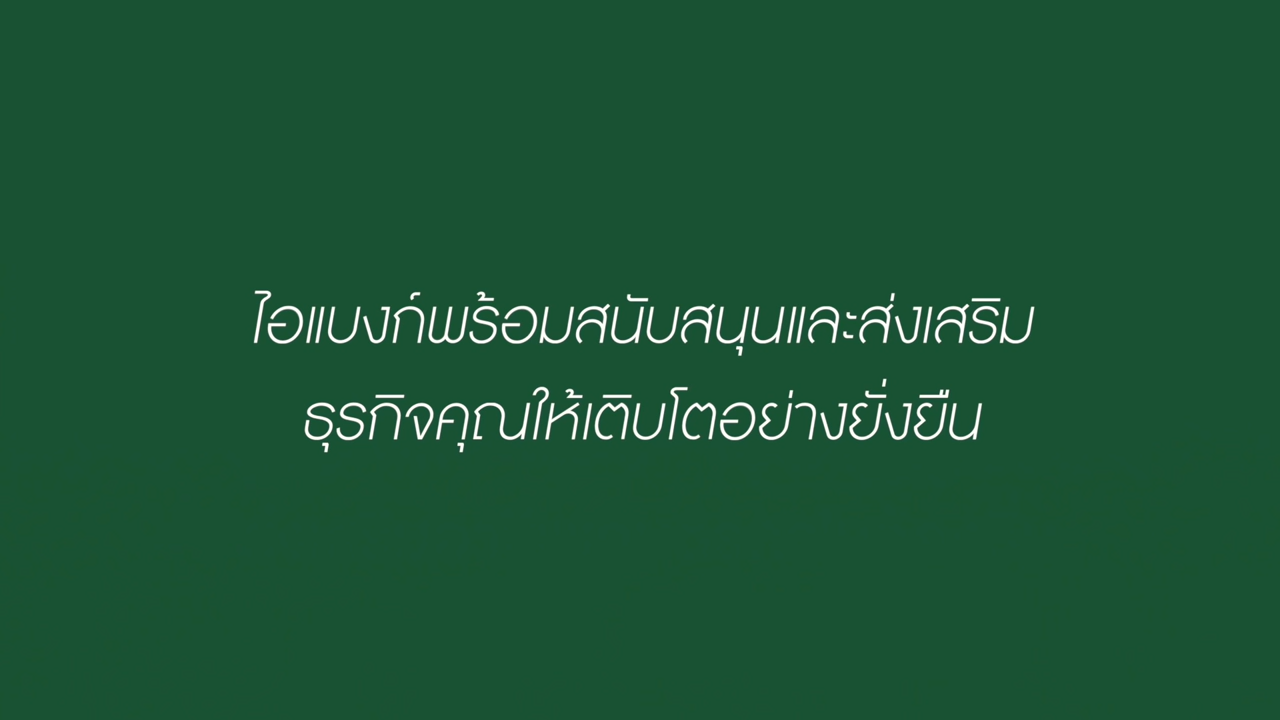 ไอแบงก์พร้อมสนับสนุนและส่งเสริม
ธุรกิจคุณให้เติบโตอย่างยั่งยืน